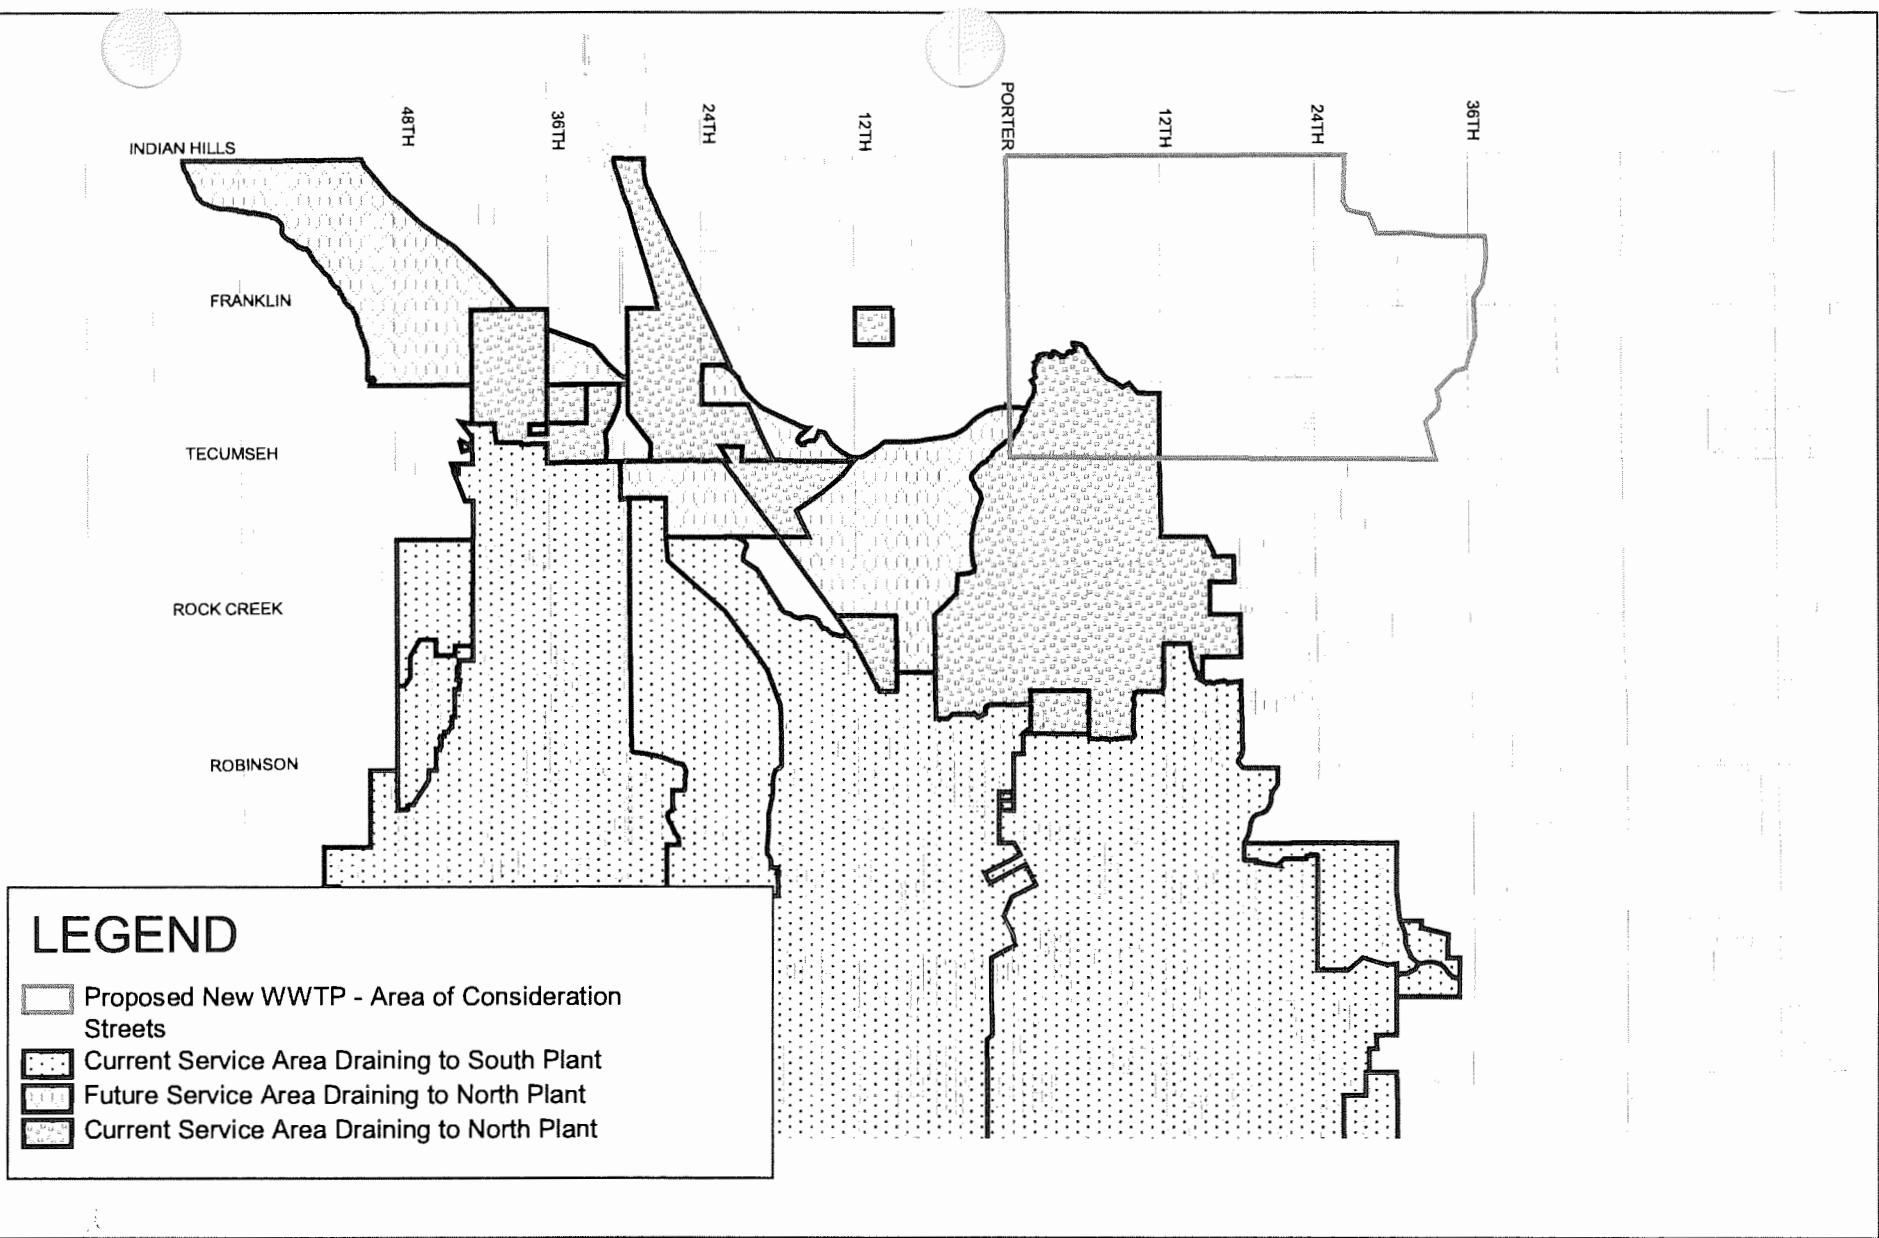 48TH
36TH
24TH
12TH
PORTER
12TH
24TH
36TH
INDIAN HILLS
FRANKLIN
TECUMSEH
ROCK CREEK
ROBINSON
LEGEND
Proposed New WWTP - Area of Consideration
Streets
Current Service Area Draining to South Plant
Future Service Area Draining to North Plant
Current Service Area Draining to North Plant